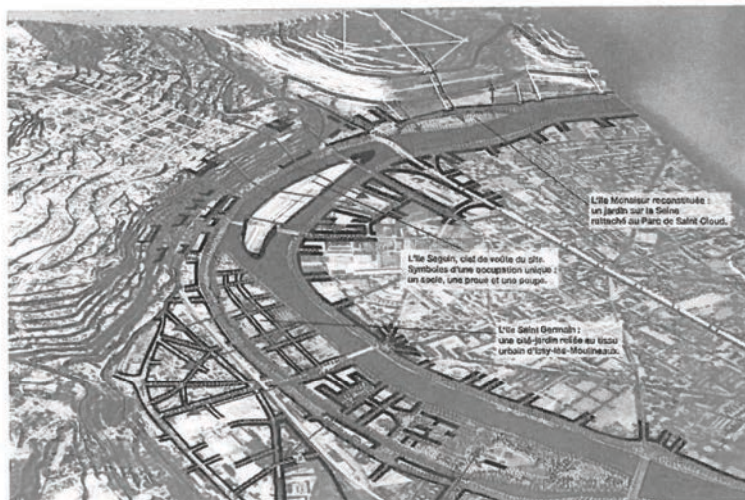 L'île Monsieur reconstituée :
un jardin sur la Seine
rattaché au Parc de Saint-Cloud.
L'île Seguin, clef de voûte du site.
Symboles d'une occupation unique :
un socle, une proue et une poupe.
L'île Saint Germain :
une cité-jardin reliée au tissu
urbain d'Issy-les-Moulineaux.